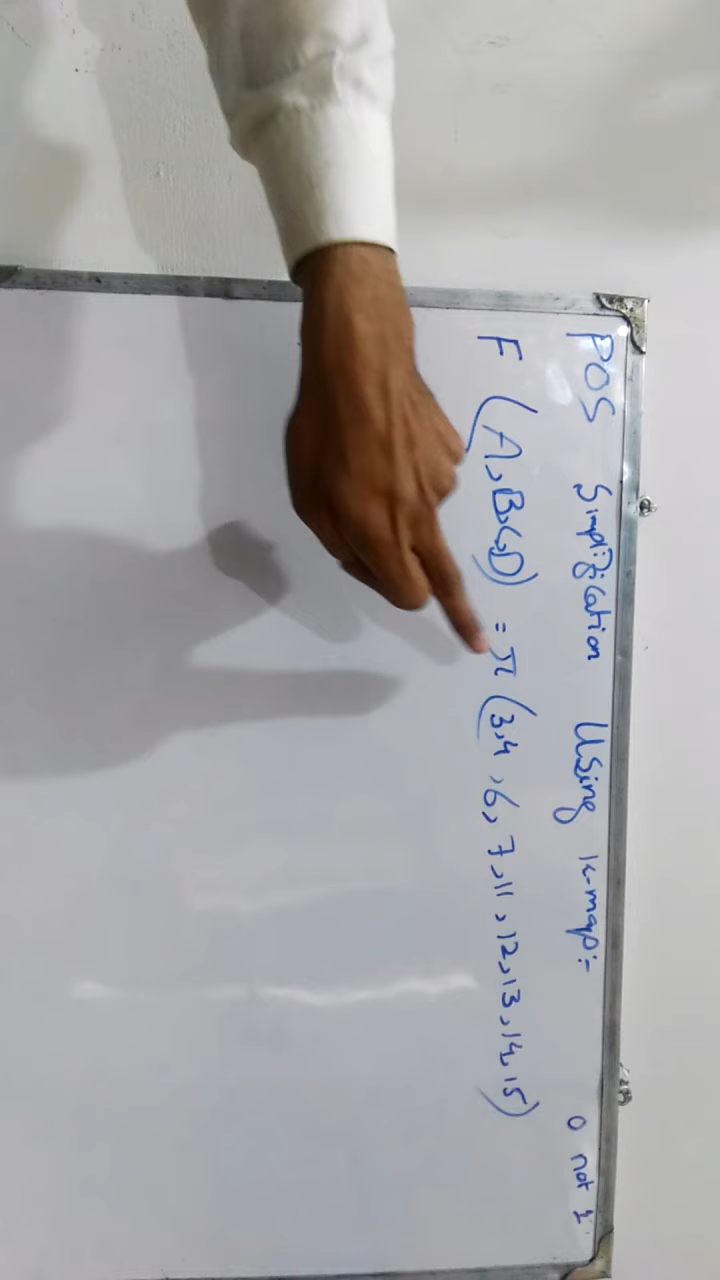 POS Simplification Using K-map:-
0 not 1
F (A,B,C,D) = π (3,4,6,7,11,12,13,14,15)